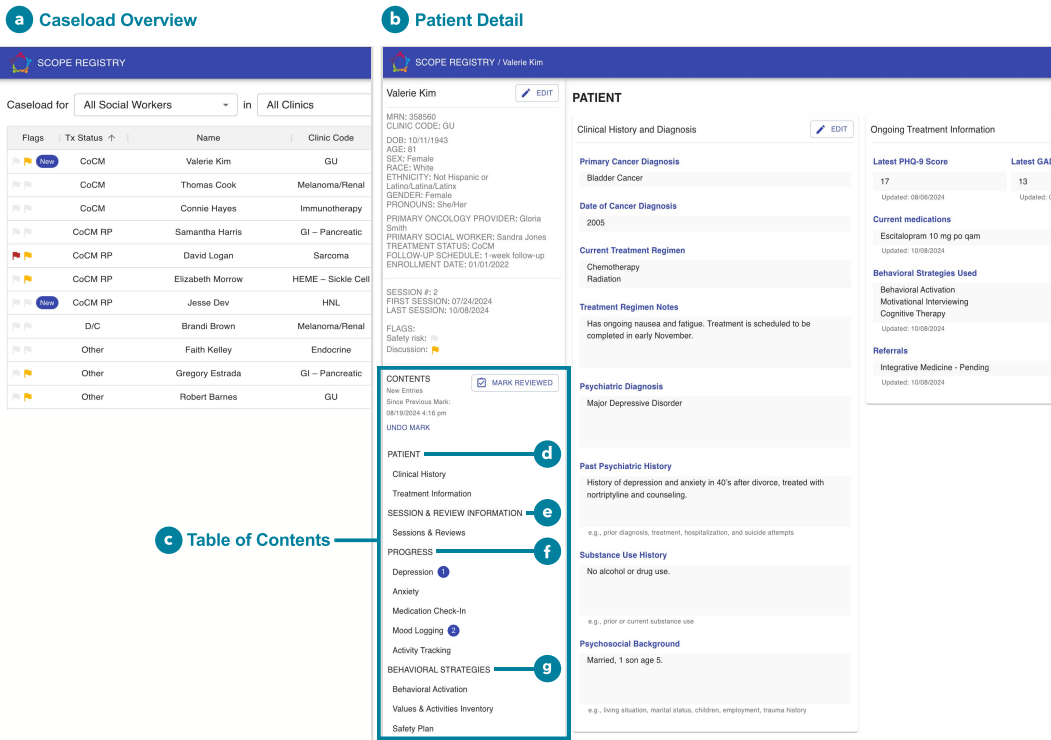 a Caseload Overview
SCOPE REGISTRY
Caseload for All Social Workers in All Clinics
Flags Tx Status ↑ Name Clinic Code
New CoCM Valerie Kim GU
CoCM Thomas Cook Melanoma/Renal
CoCM Connie Hayes Immunotherapy
CoCM RP Samantha Harris GI – Pancreatic
CoCM RP David Logan Sarcoma
CoCM RP Elizabeth Morrow HEME – Sickle Cell
New CoCM RP Jesse Dev HNL
D/C Brandi Brown Melanoma/Renal
Other Faith Kelley Endocrine
Other Gregory Estrada GI – Pancreatic
Other Robert Barnes GU
b Patient Detail
SCOPE REGISTRY / Valerie Kim
Valerie Kim EDIT
MRN: 358560
CLINIC CODE: GU
DOB: 10/11/1943
AGE: 81
SEX: Female
RACE: White
ETHNICITY: Not Hispanic or
Latino/Latina/Latinx
GENDER: Female
PRONOUNS: She/Her
PRIMARY ONCOLOGY PROVIDER: Gloria
Smith
PRIMARY SOCIAL WORKER: Sandra Jones
TREATMENT STATUS: CoCM
FOLLOW-UP SCHEDULE: 1-week follow-up
ENROLLMENT DATE: 01/01/2022
SESSION #: 2
FIRST SESSION: 07/24/2024
LAST SESSION: 10/08/2024
FLAGS:
Safety risk:
Discussion:
c Table of Contents
CONTENTS MARK REVIEWED
New Entries
Since Previous Mark:
08/19/2024 4:16 pm
UNDO MARK
PATIENT d
Clinical History
Treatment Information
SESSION & REVIEW INFORMATION e
Sessions & Reviews
PROGRESS f
Depression 1
Anxiety
Medication Check-In
Mood Logging 2
Activity Tracking
BEHAVIORAL STRATEGIES g
Behavioral Activation
Values & Activities Inventory
Safety Plan
PATIENT
Clinical History and Diagnosis EDIT
Primary Cancer Diagnosis
Bladder Cancer
Date of Cancer Diagnosis
2005
Current Treatment Regimen
Chemotherapy
Radiation
Treatment Regimen Notes
Has ongoing nausea and fatigue. Treatment is scheduled to be
completed in early November.
Psychiatric Diagnosis
Major Depressive Disorder
Past Psychiatric History
History of depression and anxiety in 40's after divorce, treated with
nortriptyline and counseling.
e.g., prior diagnosis, treatment, hospitalization, and suicide attempts
Substance Use History
No alcohol or drug use.
e.g., prior or current substance use
Psychosocial Background
Married, 1 son age 5.
e.g., living situation, marital status, children, employment, trauma history
Ongoing Treatment Information
Latest PHQ-9 Score Latest GAD
17 13
Updated: 08/06/2024 Updated:
Current medications
Escitalopram 10 mg po qam
Updated: 10/08/2024
Behavioral Strategies Used
Behavioral Activation
Motivational Interviewing
Cognitive Therapy
Updated: 10/08/2024
Referrals
Integrative Medicine - Pending
Updated: 10/08/2024